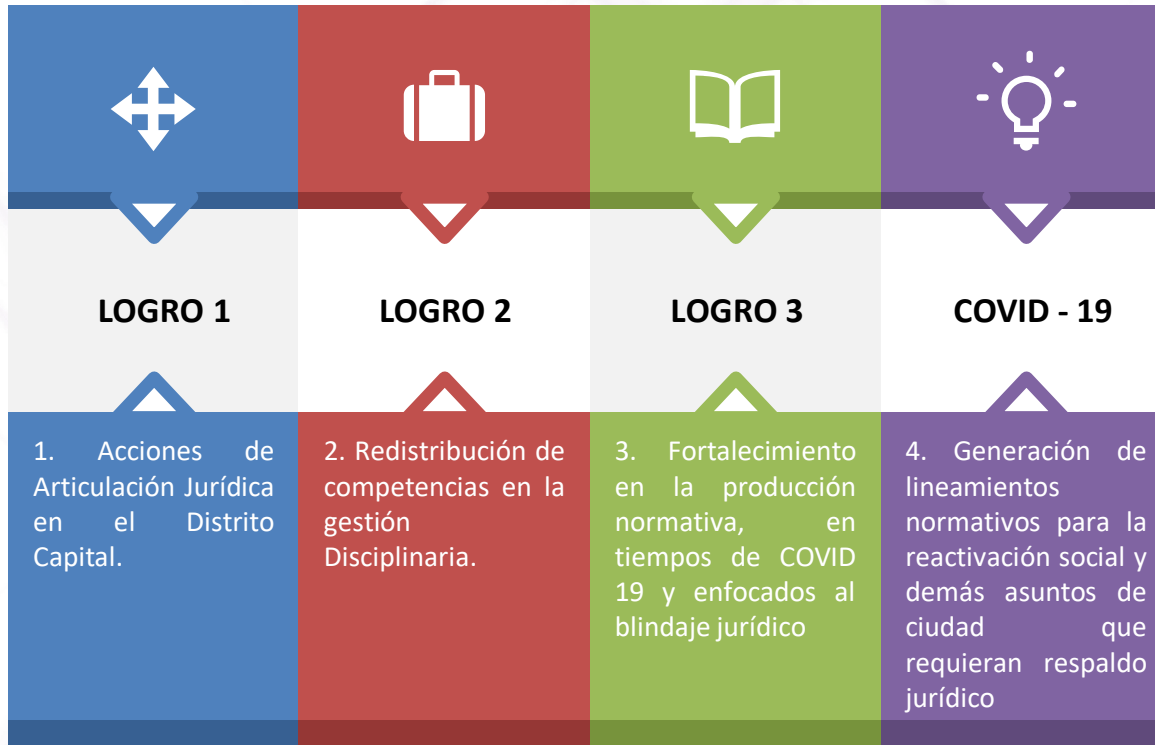 LOGRO 1
LOGRO 2
LOGRO 3
COVID - 19
1. Acciones de
Articulación Jurídica
en el Distrito
Capital.
2. Redistribución de
competencias en la
gestión
Disciplinaria.
3. Fortalecimiento
en la producción
normativa, en
tiempos de COVID
19 y enfocados al
blindaje jurídico
4. Generación de
lineamientos
normativos para la
reactivación social y
demás asuntos de
ciudad que
requieran respaldo
jurídico